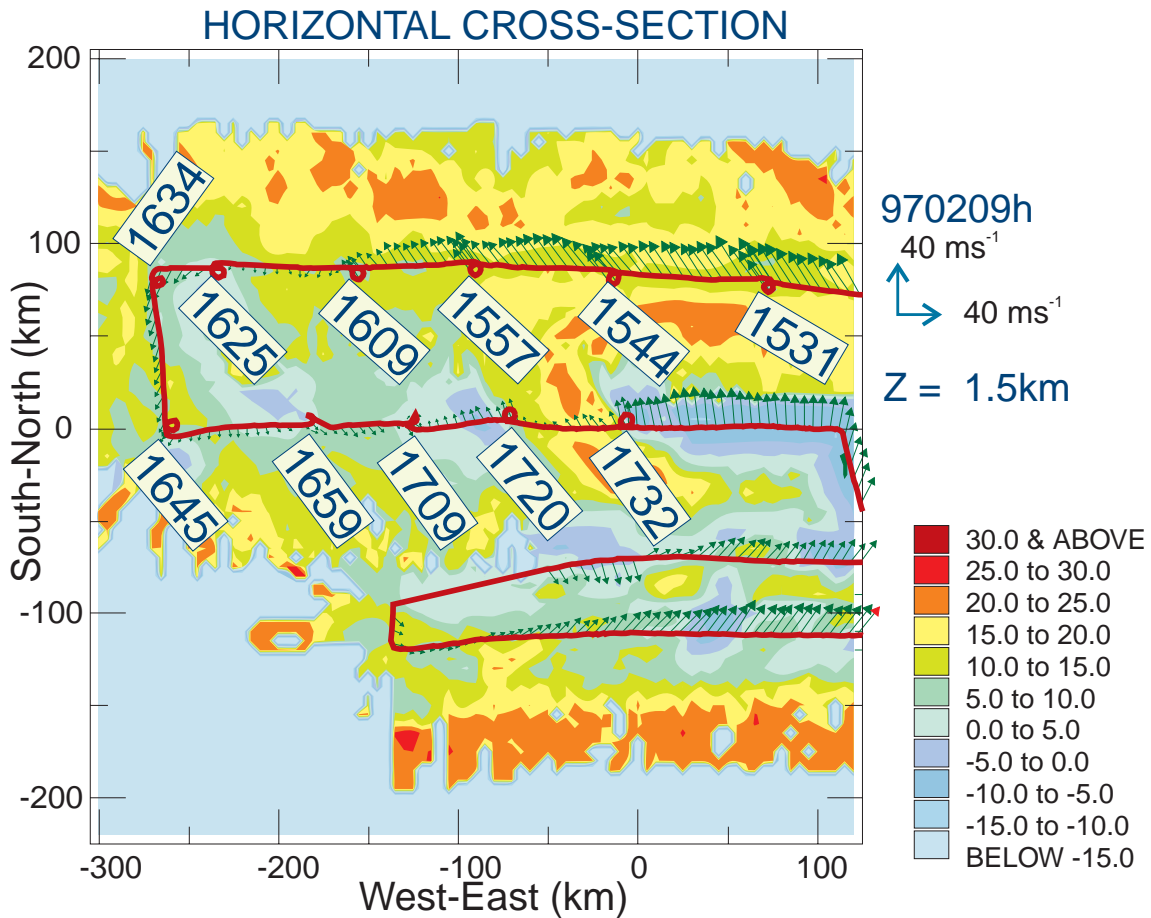 HORIZONTAL CROSS-SECTION
200
100
0
-100
-200
South-North (km)
-300
-200
-100
0
100
West-East (km)
1634
1625
1609
1557
1544
1531
1645
1659
1709
1720
1732
970209h
40 ms⁻¹
40 ms⁻¹
Z = 1.5km
30.0 & ABOVE
25.0 to 30.0
20.0 to 25.0
15.0 to 20.0
10.0 to 15.0
5.0 to 10.0
0.0 to 5.0
-5.0 to 0.0
-10.0 to -5.0
-15.0 to -10.0
BELOW -15.0